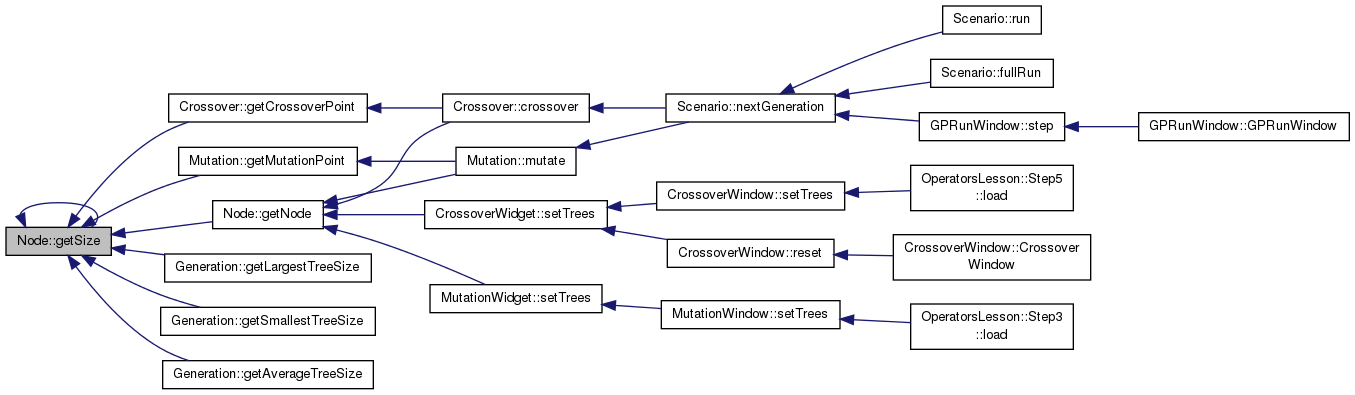 Scenario::run
Scenario::fullRun
Crossover::getCrossoverPoint
Crossover::crossover
Scenario::nextGeneration
GPRunWindow::step
GPRunWindow::GPRunWindow
Mutation::getMutationPoint
Mutation::mutate
OperatorsLesson::Step5
::load
CrossoverWindow::setTrees
Node::getNode
CrossoverWidget::setTrees
Node::getSize
CrossoverWindow::reset
CrossoverWindow::Crossover
Window
Generation::getLargestTreeSize
MutationWidget::setTrees
MutationWindow::setTrees
OperatorsLesson::Step3
::load
Generation::getSmallestTreeSize
Generation::getAverageTreeSize